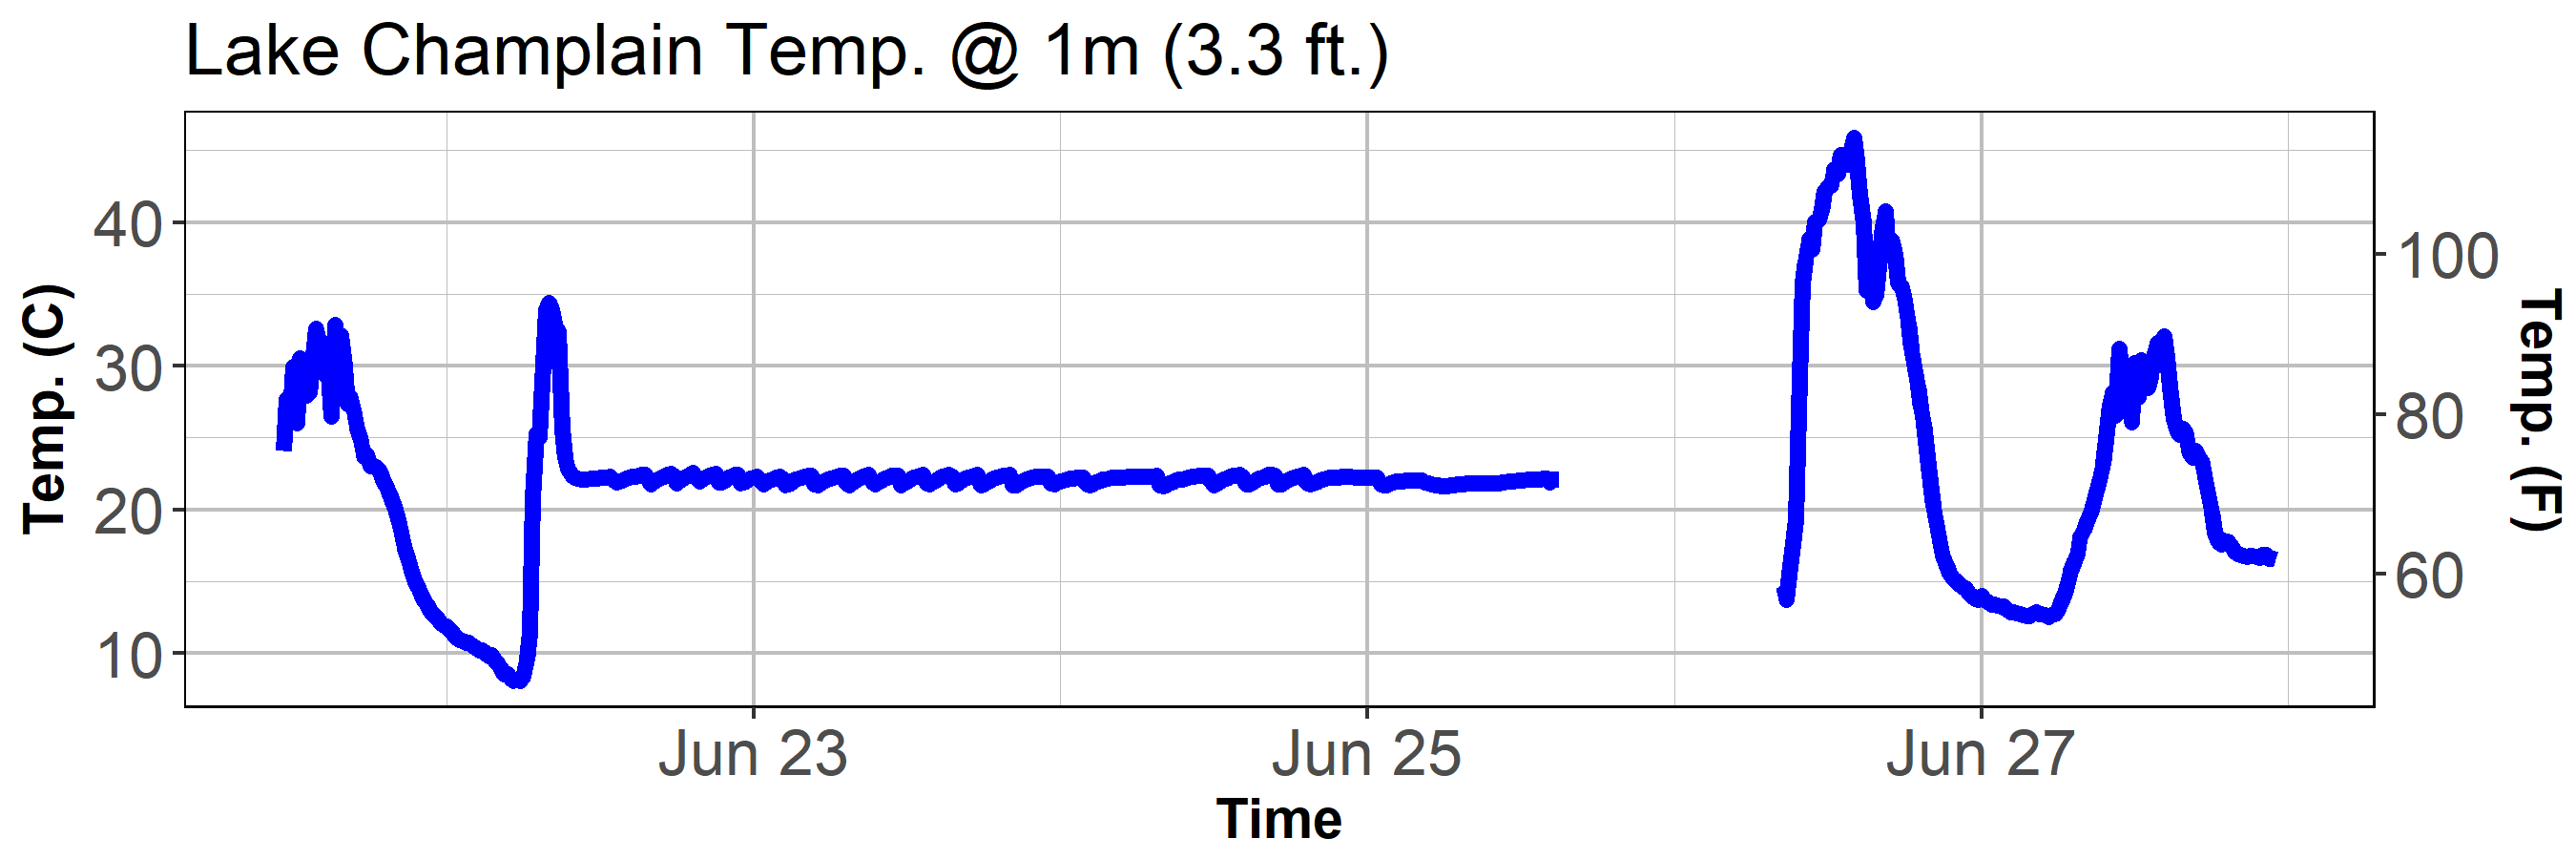 Lake Champlain Temp. @ 1m (3.3 ft.)
Temp. (C)
40
30
20
10
100
80
60
Temp. (F)
Jun 23
Jun 25
Jun 27
Time